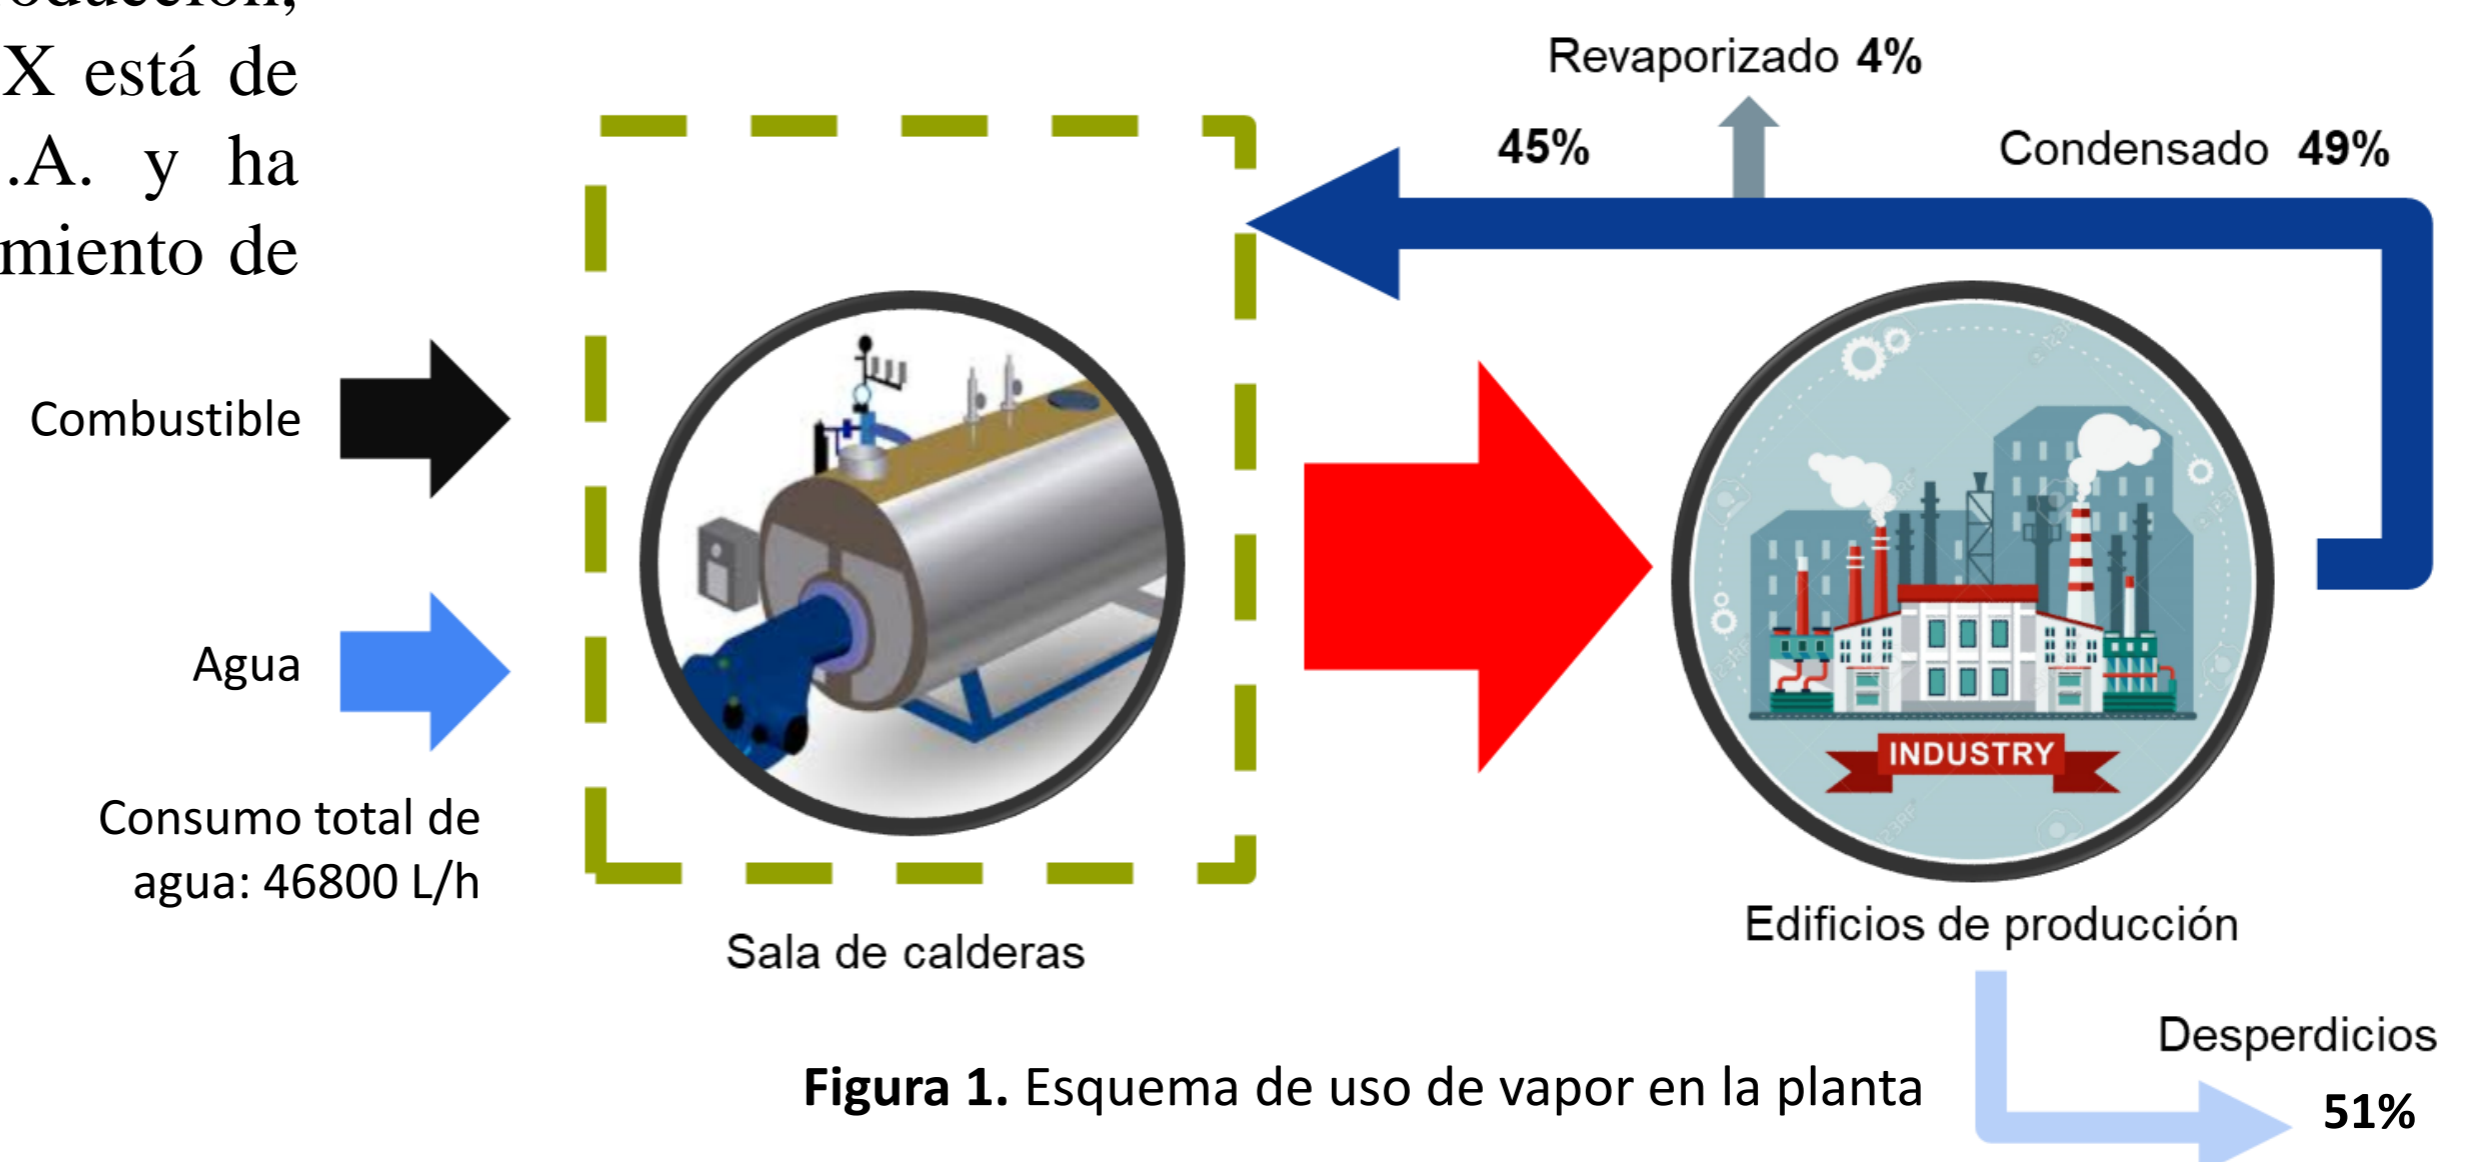 X está de
.A. y ha
miento de
Revaporizado 4%
45%
Condensado 49%
Combustible
Agua
Consumo total de
agua: 46800 L/h
Sala de calderas
INDUSTRY
Edificios de producción
Desperdicios
51%
Figura 1. Esquema de uso de vapor en la planta